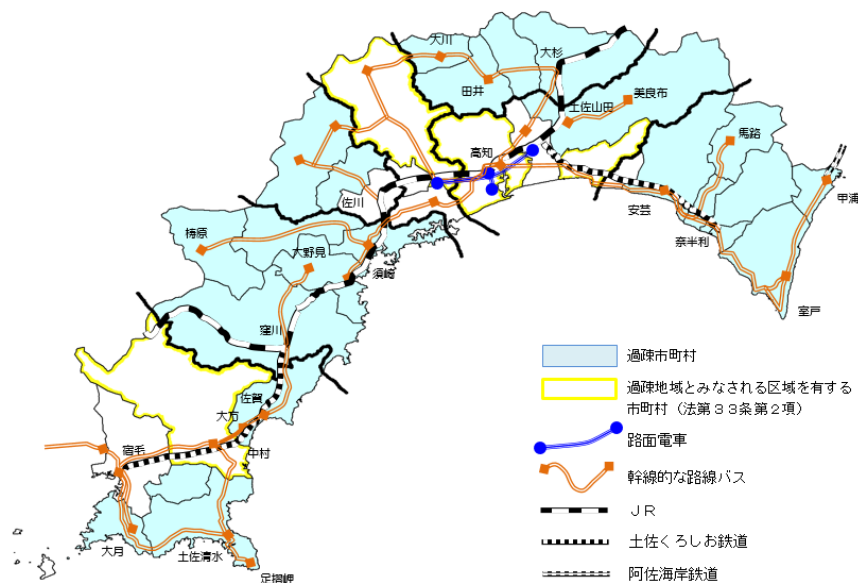 大川
大杉
田井
土佐山田
美良市
高知
馬路
佐川
安芸
甲浦
梼原
大野見
奈半利
須崎
室戸
窪川
佐賀
大方
宿毛
中村
大月
土佐清水
足摺岬
過疎市町村
過疎地域とみなされる区域を有する
市町村（法第３３条第２項）
路面電車
幹線的な路線バス
ＪＲ
土佐くろしお鉄道
阿佐海岸鉄道